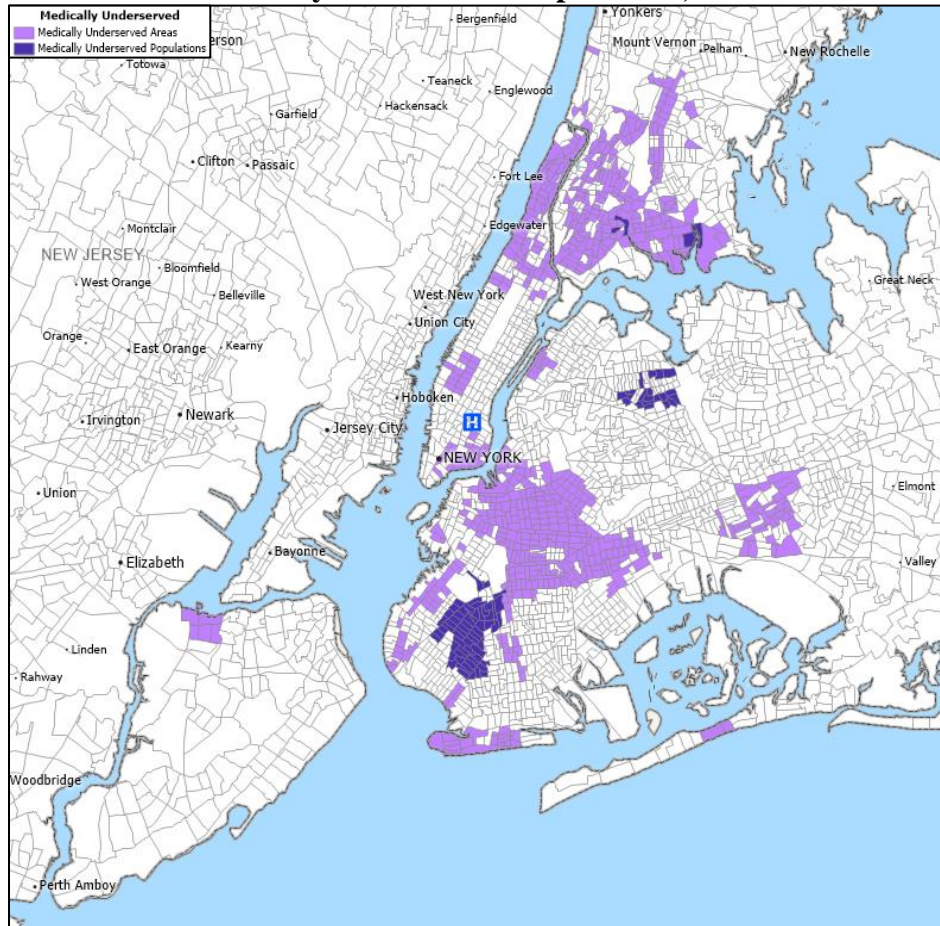 Medically Underserved
Medically Underserved Areas
Medically Underserved Populations
Bergenfield
Yonkers
Mount Vernon
Pelham
New Rochelle
erson
Totowa
Teaneck
Englewood
Hackensack
Garfield
Clifton
Passaic
Fort Lee
Edgewater
Montclair
NEW JERSEY
Bloomfield
West Orange
Belleville
Great Neck
West New York
Union City
Orange
East Orange
Kearny
Hoboken
Irvington
Newark
Jersey City
H
NEW YORK
Union
Elmont
Elizabeth
Bayonne
Valley
Linden
Rahway
Woodbridge
Perth Amboy